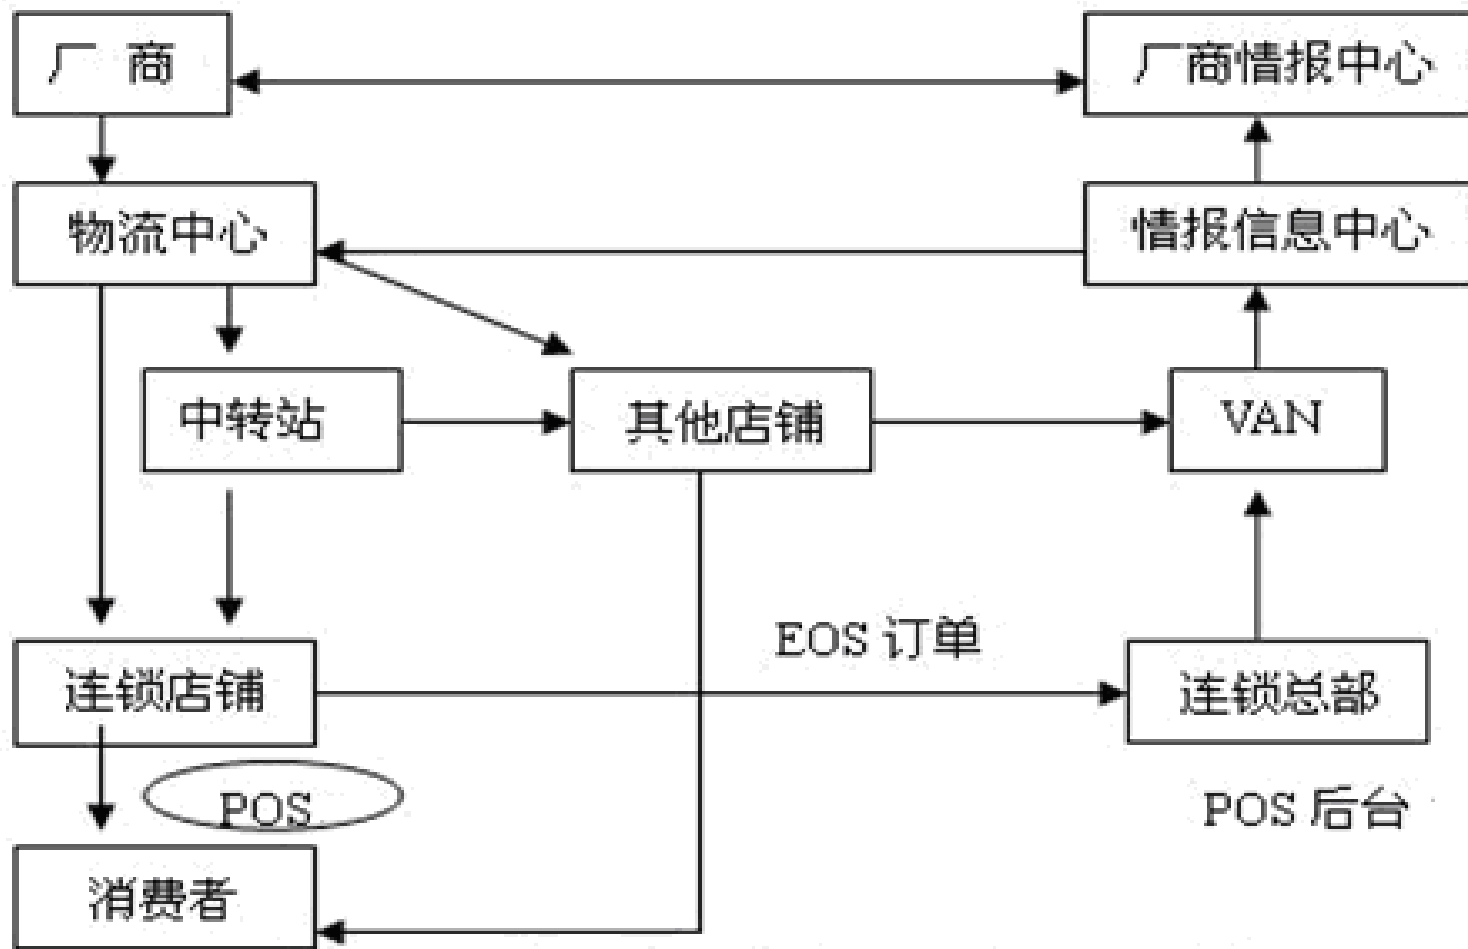 厂 商
厂商情报中心
物流中心
情报信息中心
中转站
其他店铺
VAN
EOS 订单
连锁店铺
连锁总部
POS
POS 后台
消费者